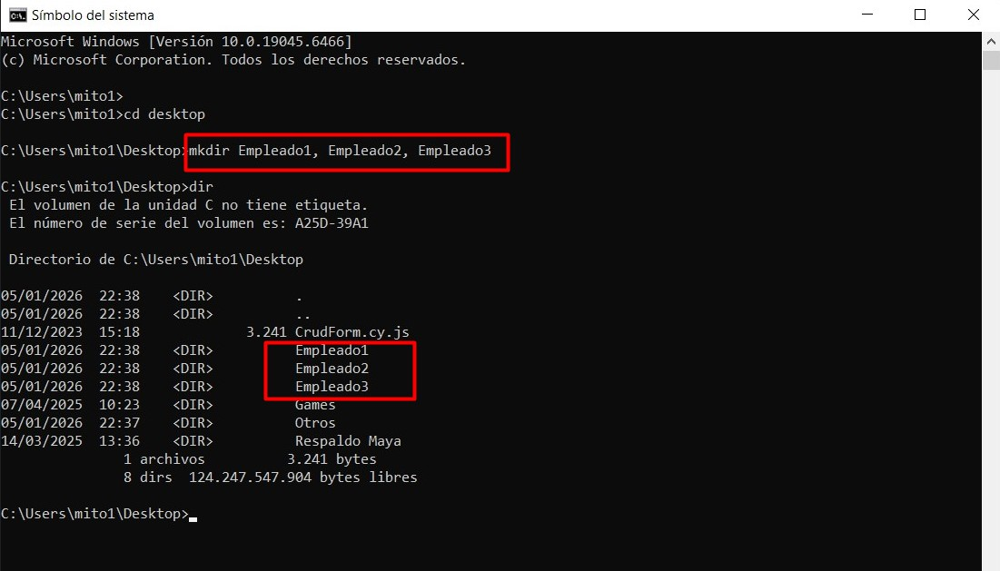 Símbolo del sistema
Microsoft Windows [Versión 10.0.19045.6466]
(c) Microsoft Corporation. Todos los derechos reservados.
C:\Users\mito1>
C:\Users\mito1>cd desktop
C:\Users\mito1\Desktop>mkdir Empleado1, Empleado2, Empleado3
C:\Users\mito1\Desktop>dir
 El volumen de la unidad C no tiene etiqueta.
 El número de serie del volumen es: A25D-39A1
 Directorio de C:\Users\mito1\Desktop
05/01/2026  22:38    <DIR>          .
05/01/2026  22:38    <DIR>          ..
11/12/2023  15:18             3.241 CrudForm.cy.js
05/01/2026  22:38    <DIR>          Empleado1
05/01/2026  22:38    <DIR>          Empleado2
05/01/2026  22:38    <DIR>          Empleado3
07/04/2025  10:23    <DIR>          Games
05/01/2026  22:37    <DIR>          Otros
14/03/2025  13:36    <DIR>          Respaldo Maya
               1 archivos          3.241 bytes
               8 dirs  124.247.547.904 bytes libres
C:\Users\mito1\Desktop>